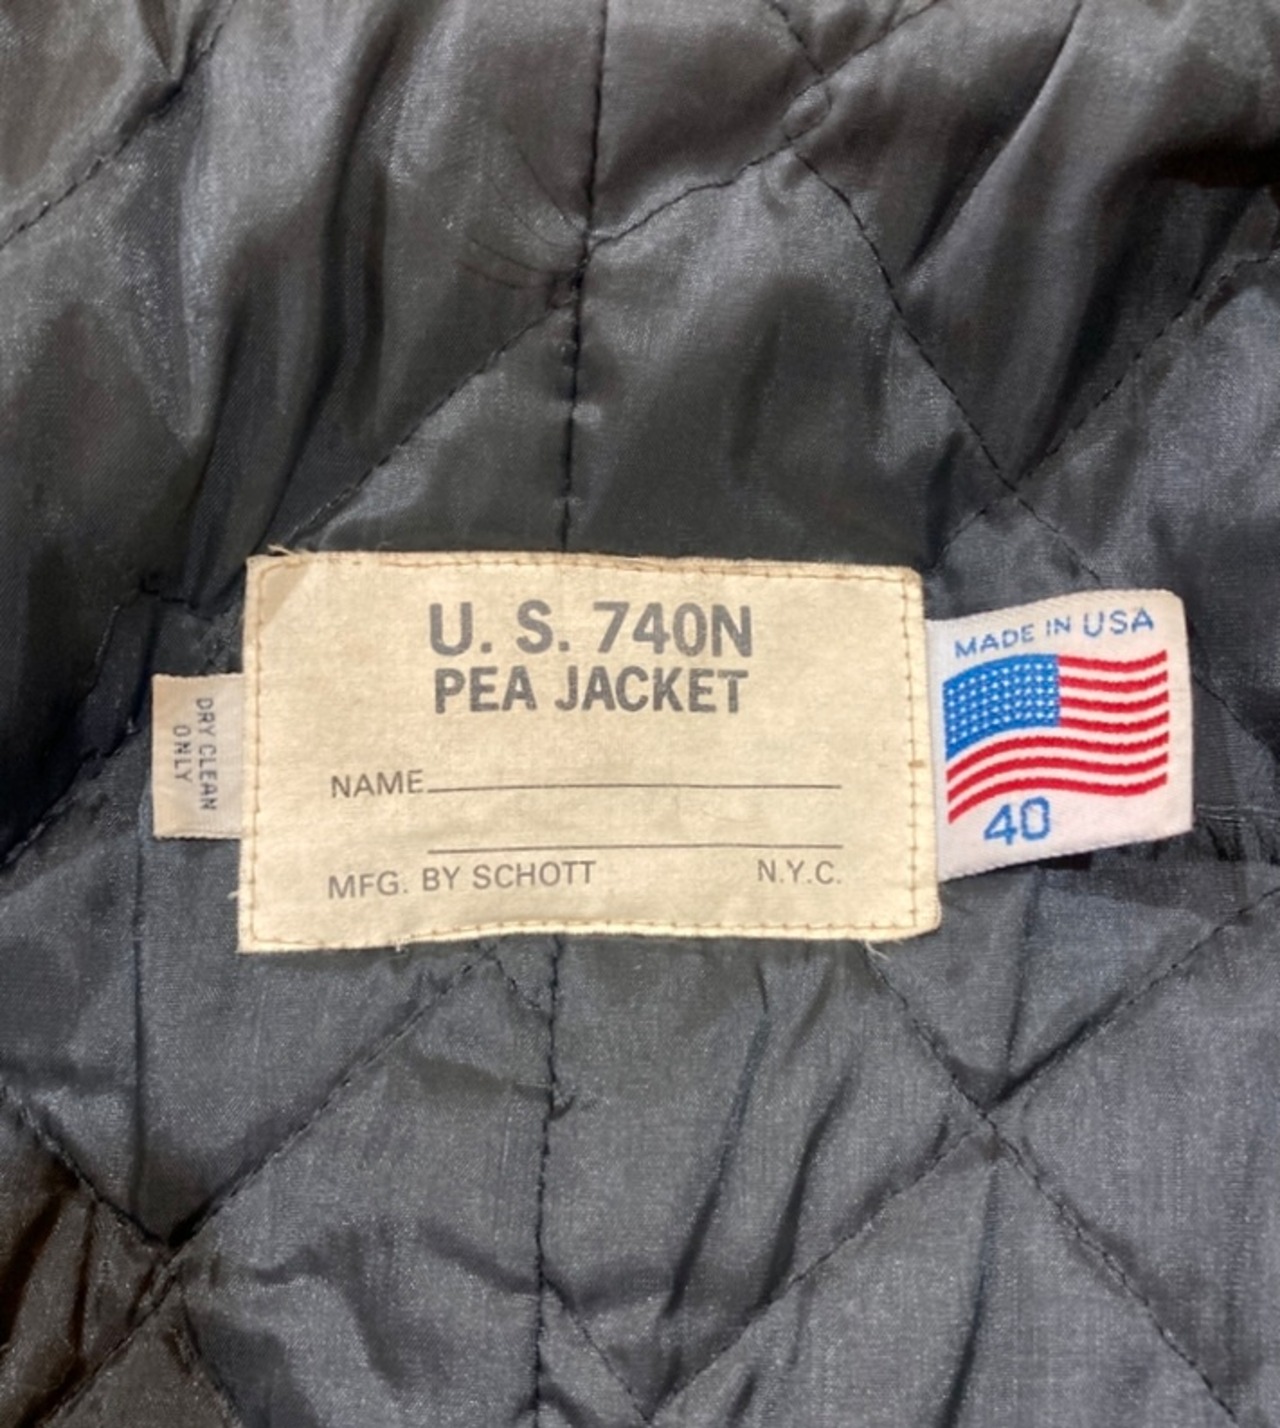 U. S. 740N
PEA JACKET
NAME
MFG. BY SCHOTT N.Y.C.
DRY CLEAN
ONLY
MADE IN USA
40